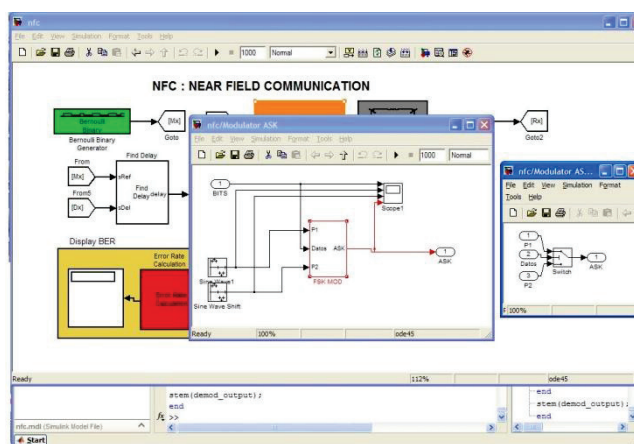 nfc
File Edit View Simulation Format Tools Help
1000 Normal
NFC : NEAR FIELD COMMUNICATION
Bernoulli
Binary
Bernoulli Binary
Generator
[Mx]
Goto
[Rx]
Goto2
From
[Mx]
From5
[Dx]
Find Delay
sRef
Find
Delay delay
sDel
Display BER
Error Rate
Calculation
Error Rate
Calculation
nfc/Modulator ASK
File Edit View Simulation Format Tools Help
1000 Normal
1
BITS
Scope1
P1
Datos ASK
P2
FSK MOD
1
ASK
Sine Wave1
Sine Wave Shift
Ready 100% ode45
nfc/Modulator AS...
File Edit View Simulation Format
Tools Help
1
P1
2
Datos
3
P2
Switch
1
ASK
100%
Ready 112% ode45
stem(demod_output);
end
>>
fx
end
stem(demod_output);
end
nfc.mdl (Simulink Model File)
Start